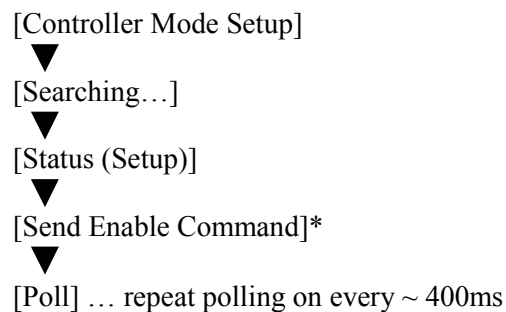 [Controller Mode Setup]
▼
[Searching…]
▼
[Status (Setup)]
▼
[Send Enable Command]*
▼
[Poll] … repeat polling on every ~ 400ms